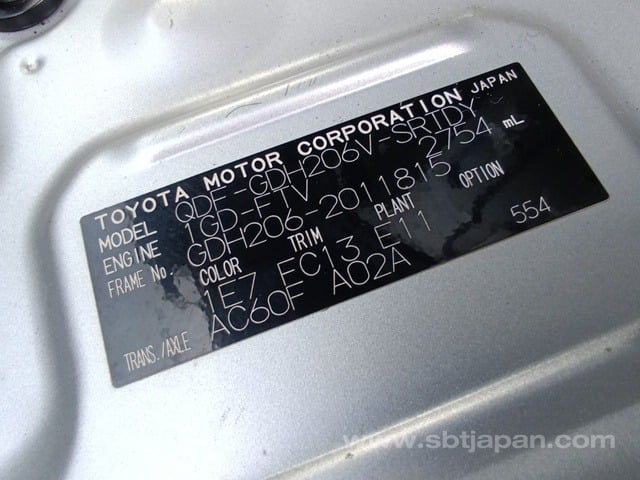 TOYOTA MOTOR CORPORATION JAPAN
MODEL QDF-GDH206V-SRTDY
ENGINE 1GD-FTV 2754 mL
FRAME No. GDH206-2011815
COLOR TRIM PLANT OPTION
1E7 FC13 E11 554
TRANS./AXLE AC60F A02A
www.sbtjapan.com